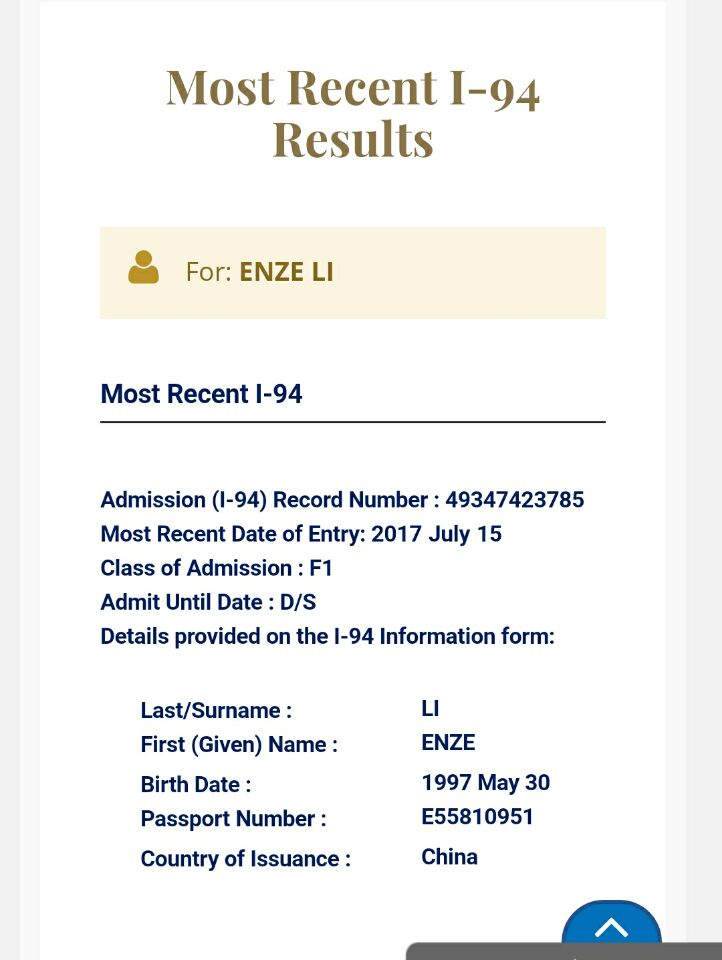 Most Recent I-94
Results
For: ENZE LI
Most Recent I-94
Admission (I-94) Record Number : 49347423785
Most Recent Date of Entry: 2017 July 15
Class of Admission : F1
Admit Until Date : D/S
Details provided on the I-94 Information form:
Last/Surname : LI
First (Given) Name : ENZE
Birth Date : 1997 May 30
Passport Number : E55810951
Country of Issuance : China